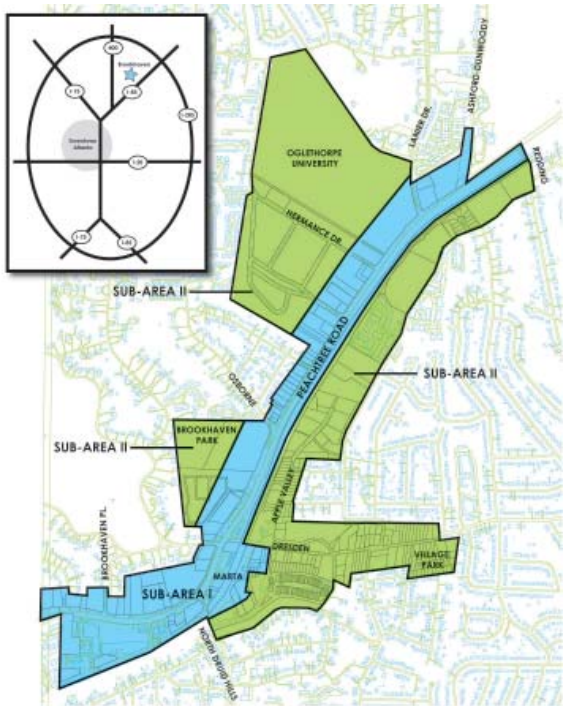 400
Brookhaven
I-75
I-85
I-285
Downtown
Atlanta
I-20
I-75
I-85
ASHFORD-DUNWOODY
LANIER DR.
OGLETHORPE
UNIVERSITY
HERMANCE DR.
SUB-AREA II
PEACHTREE ROAD
OSBORNE
SUB-AREA II
BROOKHAVEN
PARK
SUB-AREA II
APPLE VALLEY
DRESDEN
VILLAGE
PARK
BROOKHAVEN PL.
MARTA
SUB-AREA I
NORTH DRUID HILLS